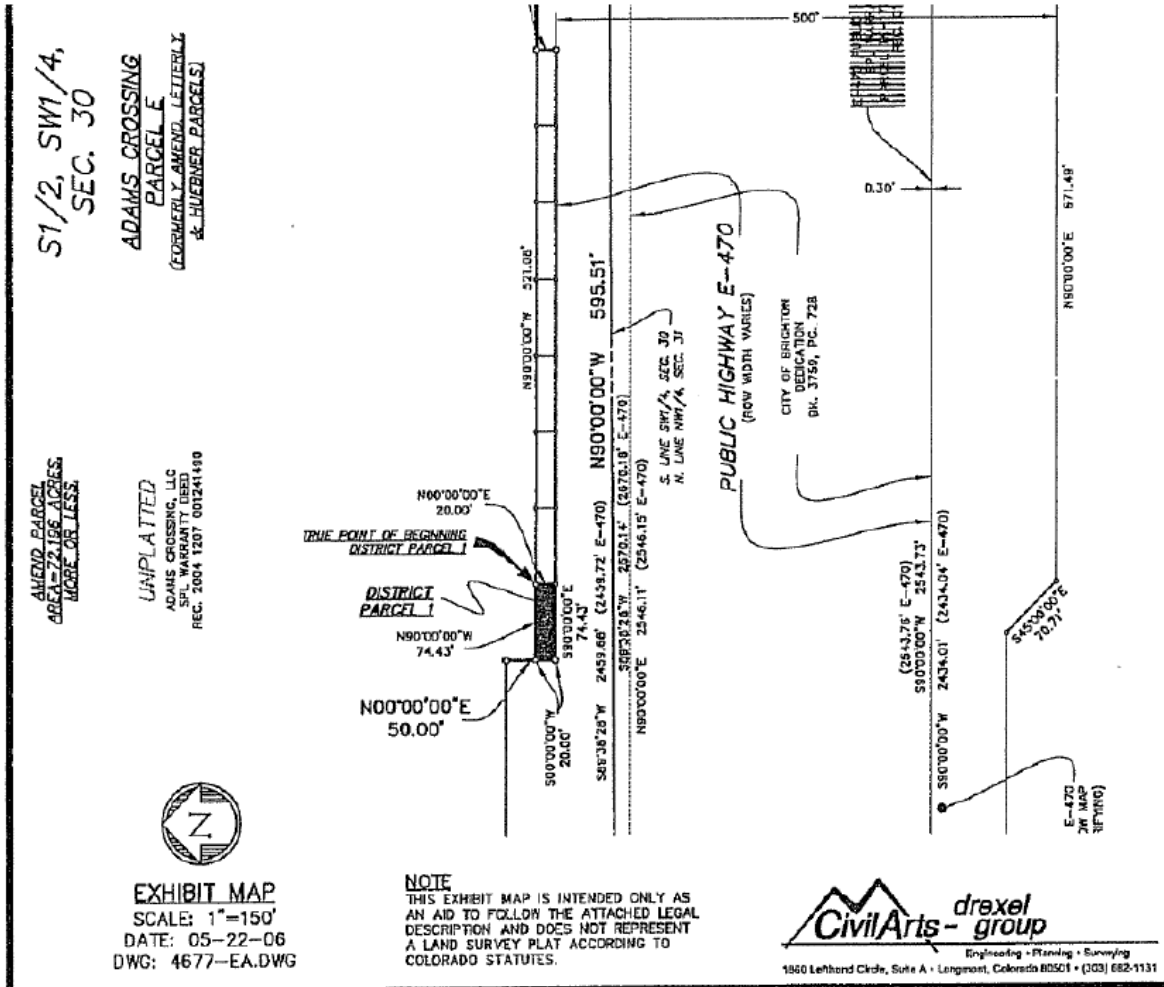 S1/2, SW1/4,
SEC. 30
ADAMS CROSSING
PARCEL E
(FORMERLY AMEND, LETTERLY,
& HUEBNER PARCELS)
AMEND PARCEL
AREA=72.196 ACRES,
MORE OR LESS.
UNPLATTED
ADAMS CROSSING, LLC
SPL WARRANTY DEED
REC. 2004 1207 001241490
500'
N90°00'00"W 521.08'
N90°00'00"W 595.51'
S. LINE SW1/4, SEC. 30
N. LINE NW1/4, SEC. 31
PUBLIC HIGHWAY E-470
(ROW WIDTH VARIES)
CITY OF BRIGHTON
DEDICATION
BK. 3759, PG. 728
0.30'
N90°00'00"E 671.49'
N00°00'00"E
20.00'
TRUE POINT OF BEGINNING
DISTRICT PARCEL 1
DISTRICT
PARCEL 1
N90°00'00"W
74.43'
S90°00'00"E
74.43'
N00°00'00"E
50.00'
S00°00'00"W
20.00'
S89°38'28"W 2459.66' (2459.72' E-470)
2670.14' (2670.18' E-470)
N90°00'00"E 2546.11' (2546.15' E-470)
(2543.76' E-470)
S90°00'00"W 2543.73'
S90°00'00"W 2434.01' (2434.04' E-470)
S45°00'00"E
70.71'
E-470
OW MAP
Z
EXHIBIT MAP
SCALE: 1"=150'
DATE: 05-22-06
DWG: 4677-EA.DWG
NOTE
THIS EXHIBIT MAP IS INTENDED ONLY AS
AN AID TO FOLLOW THE ATTACHED LEGAL
DESCRIPTION AND DOES NOT REPRESENT
A LAND SURVEY PLAT ACCORDING TO
COLORADO STATUTES.
CivilArts - drexel group
Engineering • Planning • Surveying
1860 Lefthand Circle, Suite A • Longmont, Colorado 80501 • (303) 682-1131